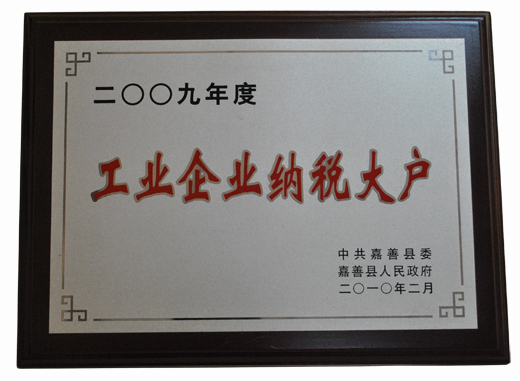 二〇〇九年度
工业企业纳税大户
中共嘉善县委
嘉善县人民政府
二〇一〇年二月